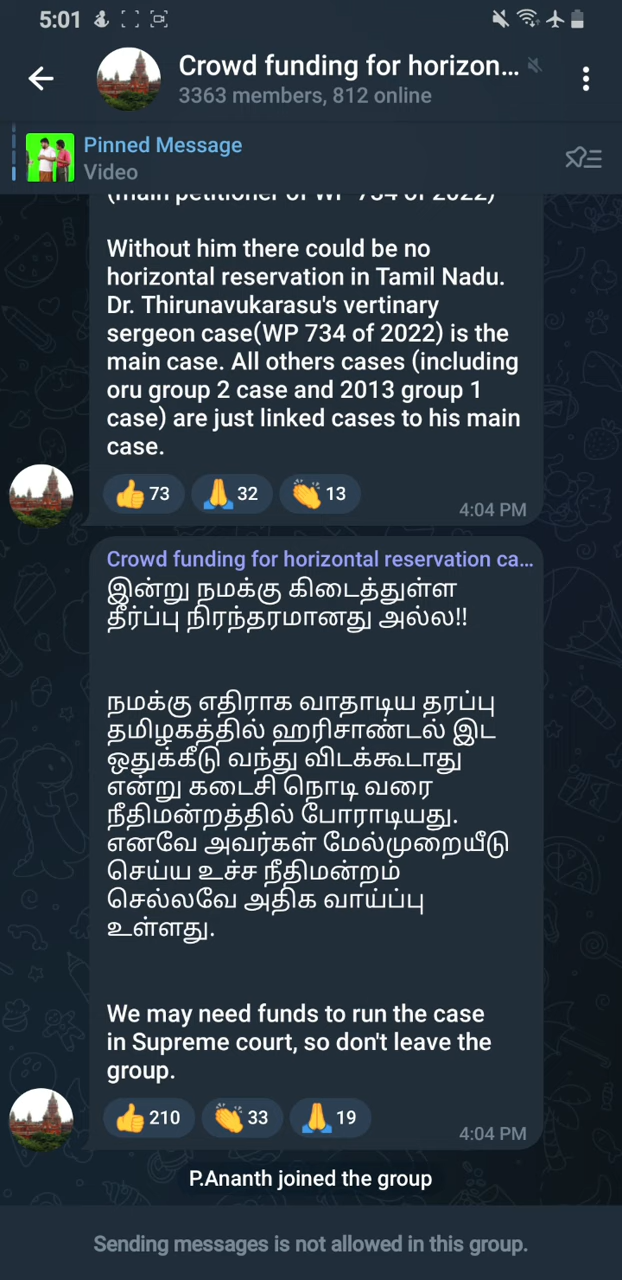 5:01
Crowd funding for horizon...
3363 members, 812 online
Pinned Message
Video
(main petitioner of WP 734 of 2022)
Without him there could be no
horizontal reservation in Tamil Nadu.
Dr. Thirunavukarasu's vertinary
sergeon case(WP 734 of 2022) is the
main case. All others cases (including
oru group 2 case and 2013 group 1
case) are just linked cases to his main
case.
👍 73 🙏 32 👏 13
4:04 PM
Crowd funding for horizontal reservation ca...
இன்று நமக்கு கிடைத்துள்ள
தீர்ப்பு நிரந்தரமானது அல்ல!!
நமக்கு எதிராக வாதாடிய தரப்பு
தமிழகத்தில் ஹரிசாண்டல் இட
ஒதுக்கீடு வந்து விடக்கூடாது
என்று கடைசி நொடி வரை
நீதிமன்றத்தில் போராடியது.
எனவே அவர்கள் மேல்முறையீடு
செய்ய உச்ச நீதிமன்றம்
செல்லவே அதிக வாய்ப்பு
உள்ளது.
We may need funds to run the case
in Supreme court, so don't leave the
group.
👍 210 👏 33 🙏 19
4:04 PM
P.Ananth joined the group
Sending messages is not allowed in this group.